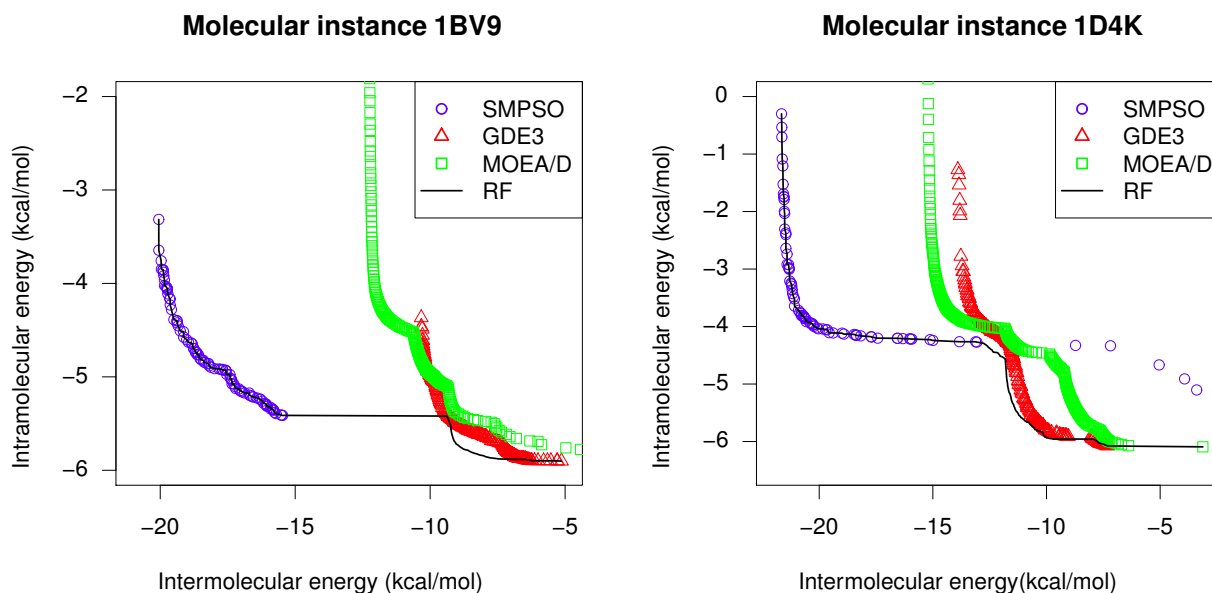 Molecular instance 1BV9
Intramolecular energy (kcal/mol)
−2
−3
−4
−5
−6
SMPSO
GDE3
MOEA/D
RF
−20
−15
−10
−5
Intermolecular energy (kcal/mol)
Molecular instance 1D4K
Intramolecular energy (kcal/mol)
0
−1
−2
−3
−4
−5
−6
SMPSO
GDE3
MOEA/D
RF
−20
−15
−10
−5
Intermolecular energy(kcal/mol)